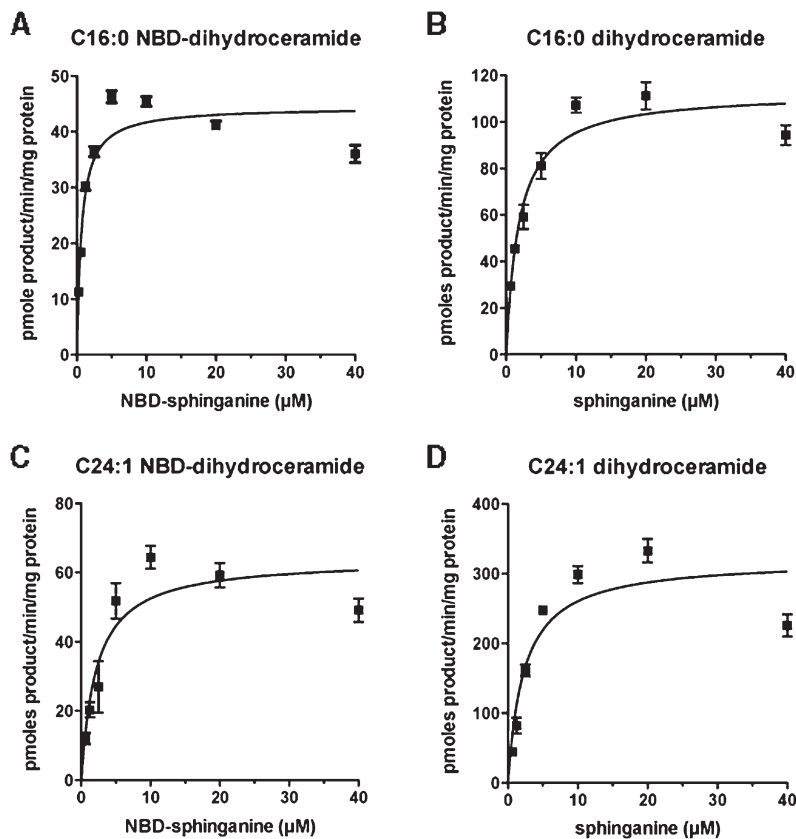 A
C16:0 NBD-dihydroceramide
pmole product/min/mg protein
50
40
30
20
10
0
0 10 20 30 40
NBD-sphinganine (µM)
B
C16:0 dihydroceramide
pmoles product/min/mg protein
120
100
80
60
40
20
0
0 10 20 30 40
sphinganine (µM)
C
C24:1 NBD-dihydroceramide
pmoles product/min/mg protein
80
60
40
20
0
0 10 20 30 40
NBD-sphinganine (µM)
D
C24:1 dihydroceramide
pmoles product/min/mg protein
400
300
200
100
0
0 10 20 30 40
sphinganine (µM)